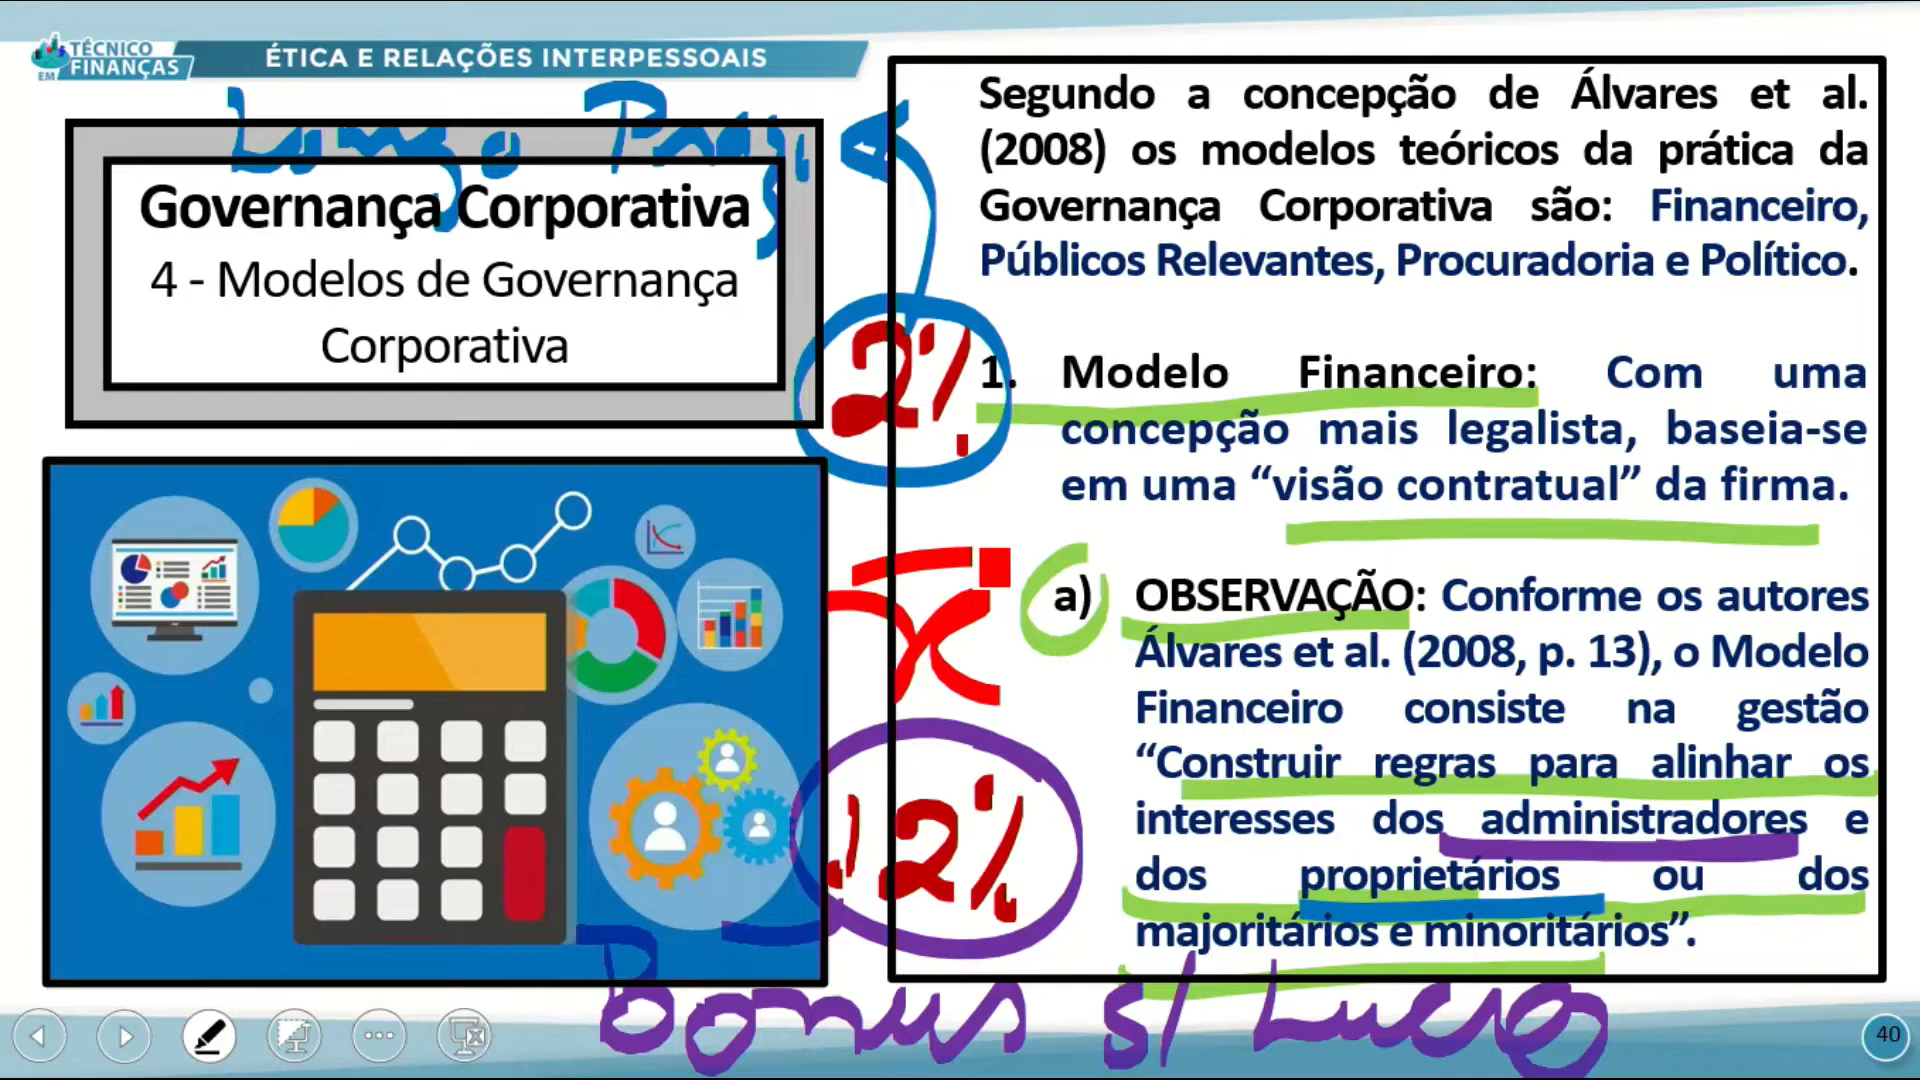 TÉCNICO
EM FINANÇAS
ÉTICA E RELAÇÕES INTERPESSOAIS
Longo Prazo
Governança Corporativa
4 - Modelos de Governança
Corporativa
Segundo a concepção de Álvares et al.
(2008) os modelos teóricos da prática da
Governança Corporativa são: Financeiro,
Públicos Relevantes, Procuradoria e Político.
2%
1. Modelo Financeiro: Com uma
concepção mais legalista, baseia-se
em uma “visão contratual” da firma.
a) OBSERVAÇÃO: Conforme os autores
Álvares et al. (2008, p. 13), o Modelo
Financeiro consiste na gestão
“Construir regras para alinhar os
interesses dos administradores e
dos proprietários ou dos
majoritários e minoritários”.
X
12%
Bonus s/ Lucro
40